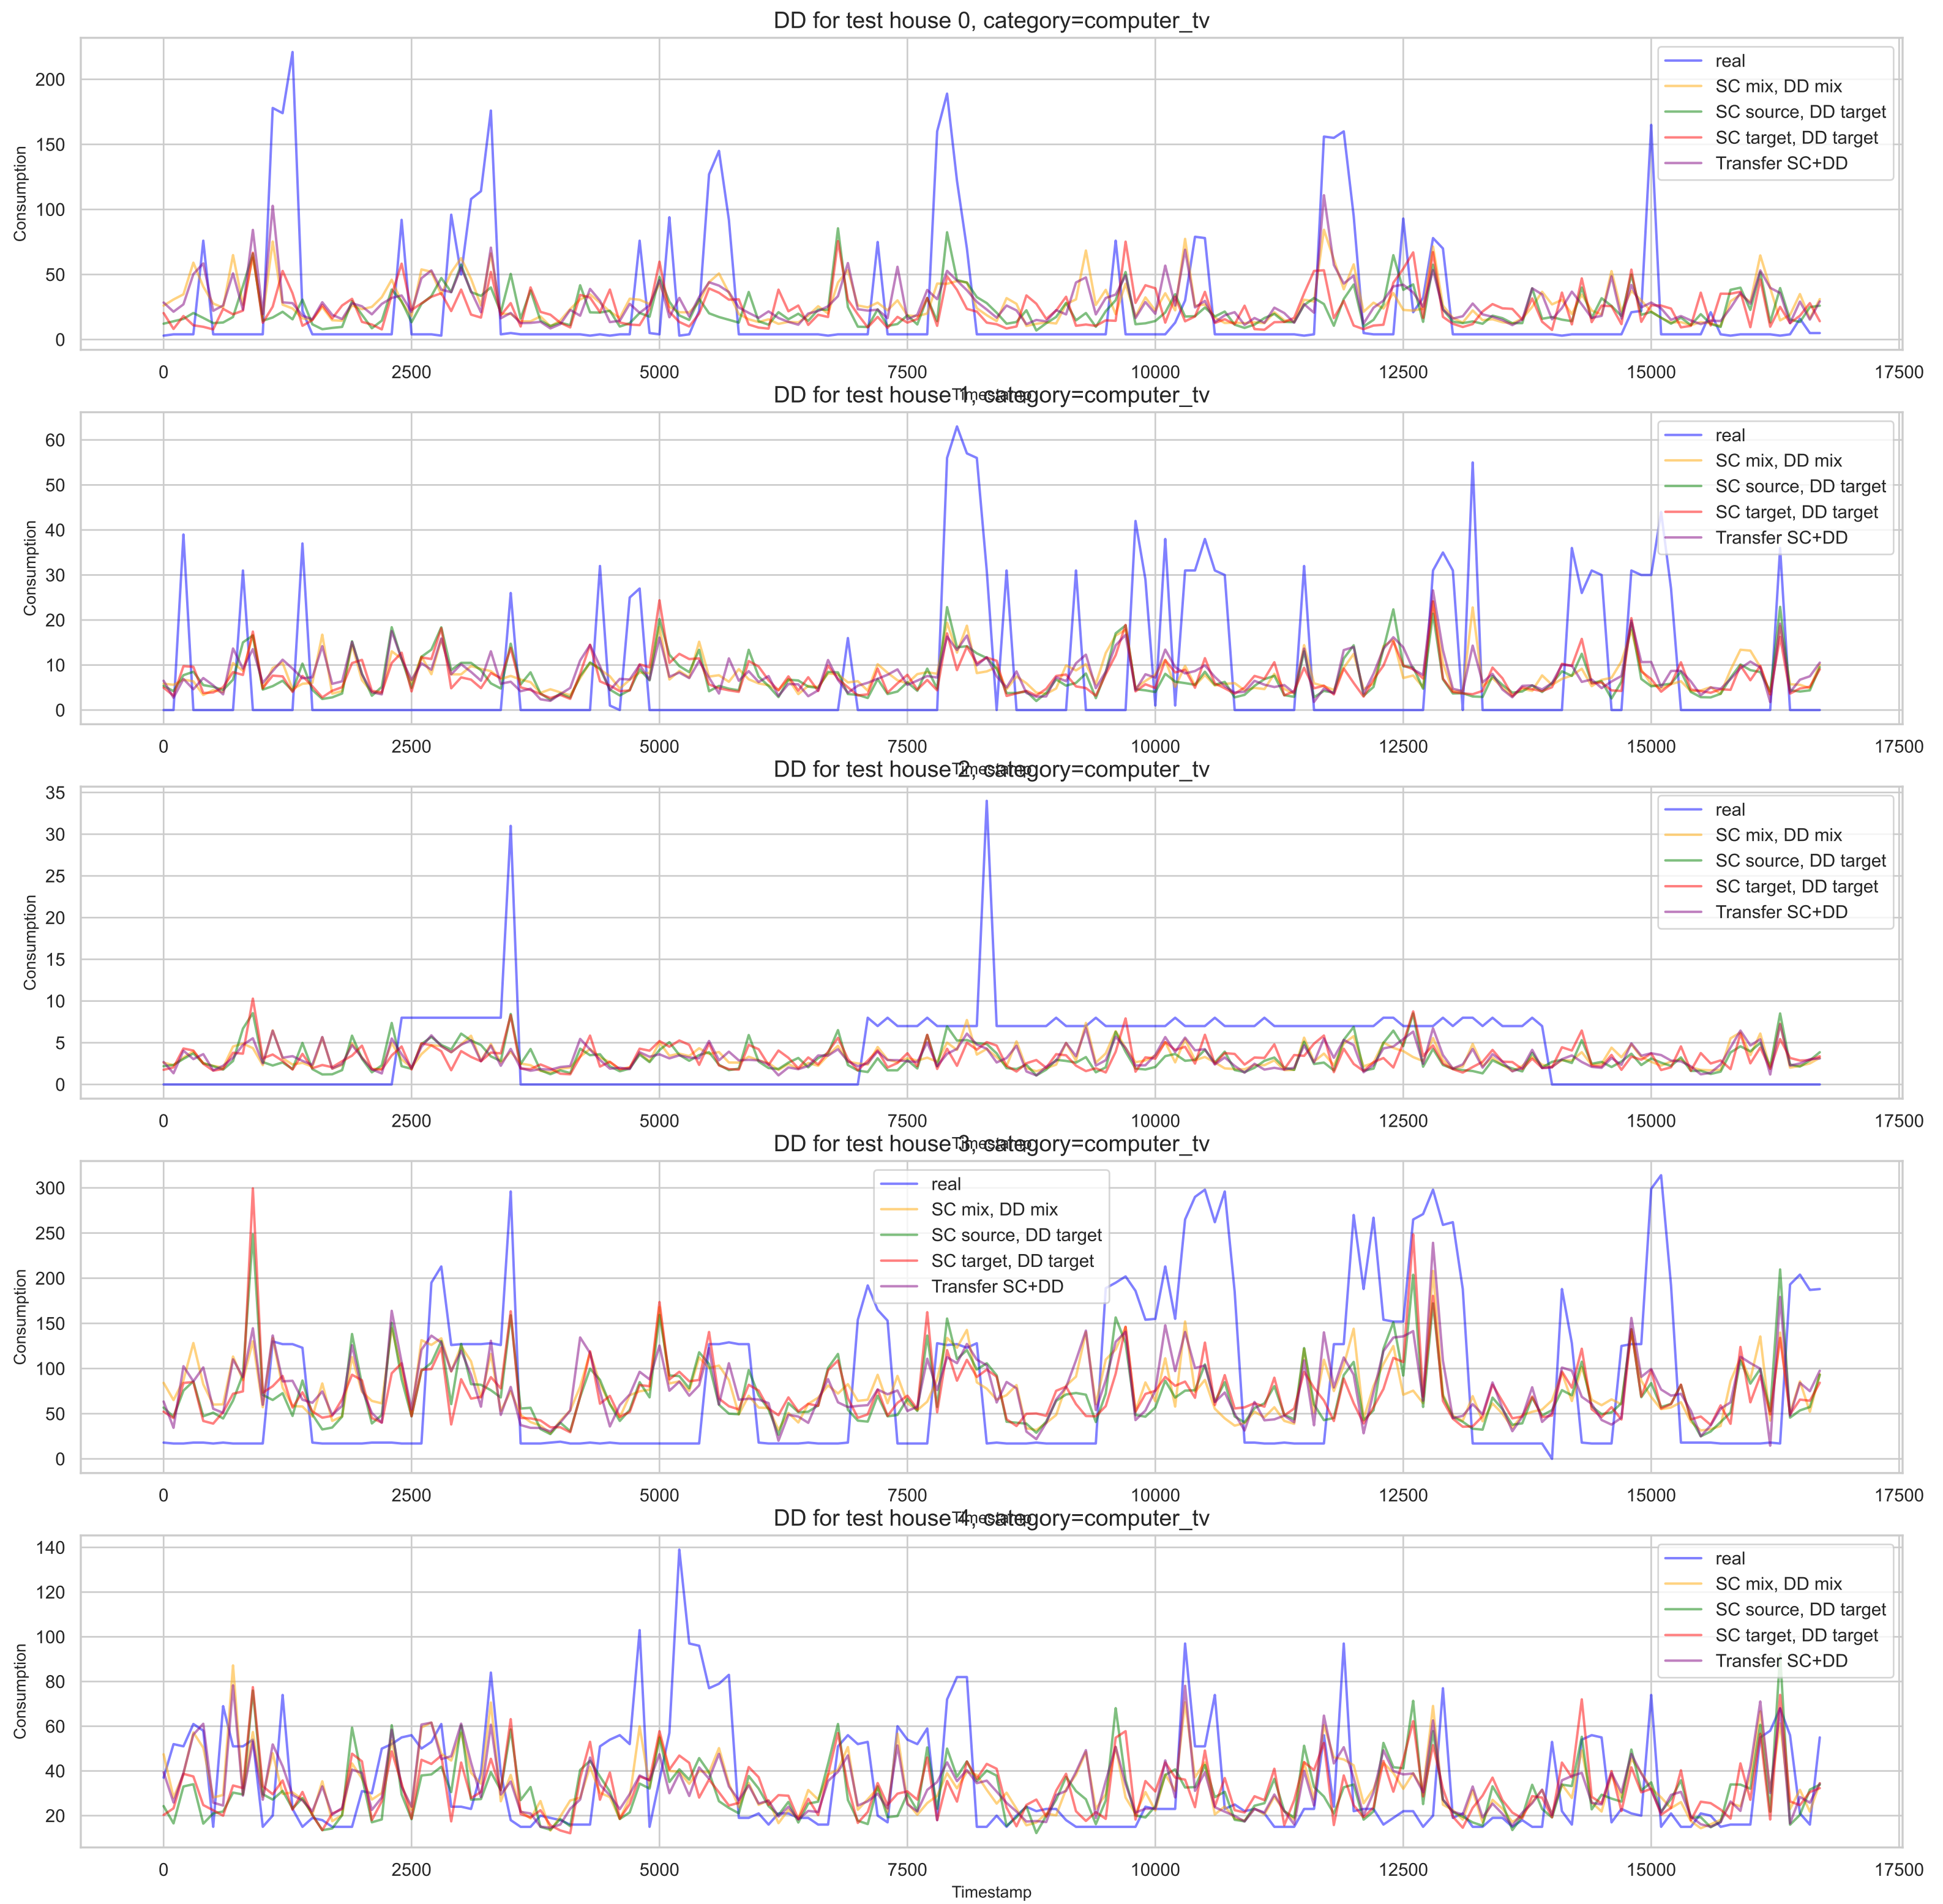 DD for test house 0, category=computer_tv
Consumption
200
150
100
50
0
real
SC mix, DD mix
SC source, DD target
SC target, DD target
Transfer SC+DD
0 2500 5000 7500 10000 12500 15000 17500
Timestamp
DD for test house 1, category=computer_tv
Consumption
60
50
40
30
20
10
0
real
SC mix, DD mix
SC source, DD target
SC target, DD target
Transfer SC+DD
0 2500 5000 7500 10000 12500 15000 17500
Timestamp
DD for test house 2, category=computer_tv
Consumption
35
30
25
20
15
10
5
0
real
SC mix, DD mix
SC source, DD target
SC target, DD target
Transfer SC+DD
0 2500 5000 7500 10000 12500 15000 17500
Timestamp
DD for test house 3, category=computer_tv
Consumption
300
250
200
150
100
50
0
real
SC mix, DD mix
SC source, DD target
SC target, DD target
Transfer SC+DD
0 2500 5000 7500 10000 12500 15000 17500
Timestamp
DD for test house 4, category=computer_tv
Consumption
140
120
100
80
60
40
20
real
SC mix, DD mix
SC source, DD target
SC target, DD target
Transfer SC+DD
0 2500 5000 7500 10000 12500 15000 17500
Timestamp